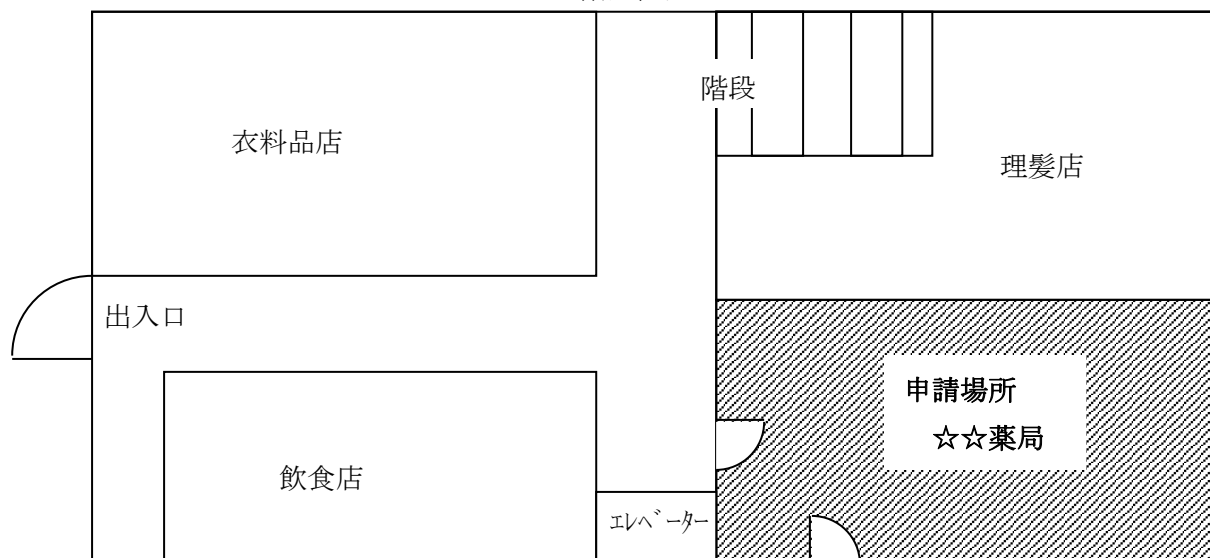 階段
衣料品店
理髪店
出入口
申請場所
☆☆薬局
飲食店
ｴﾚﾍﾞｰﾀｰ